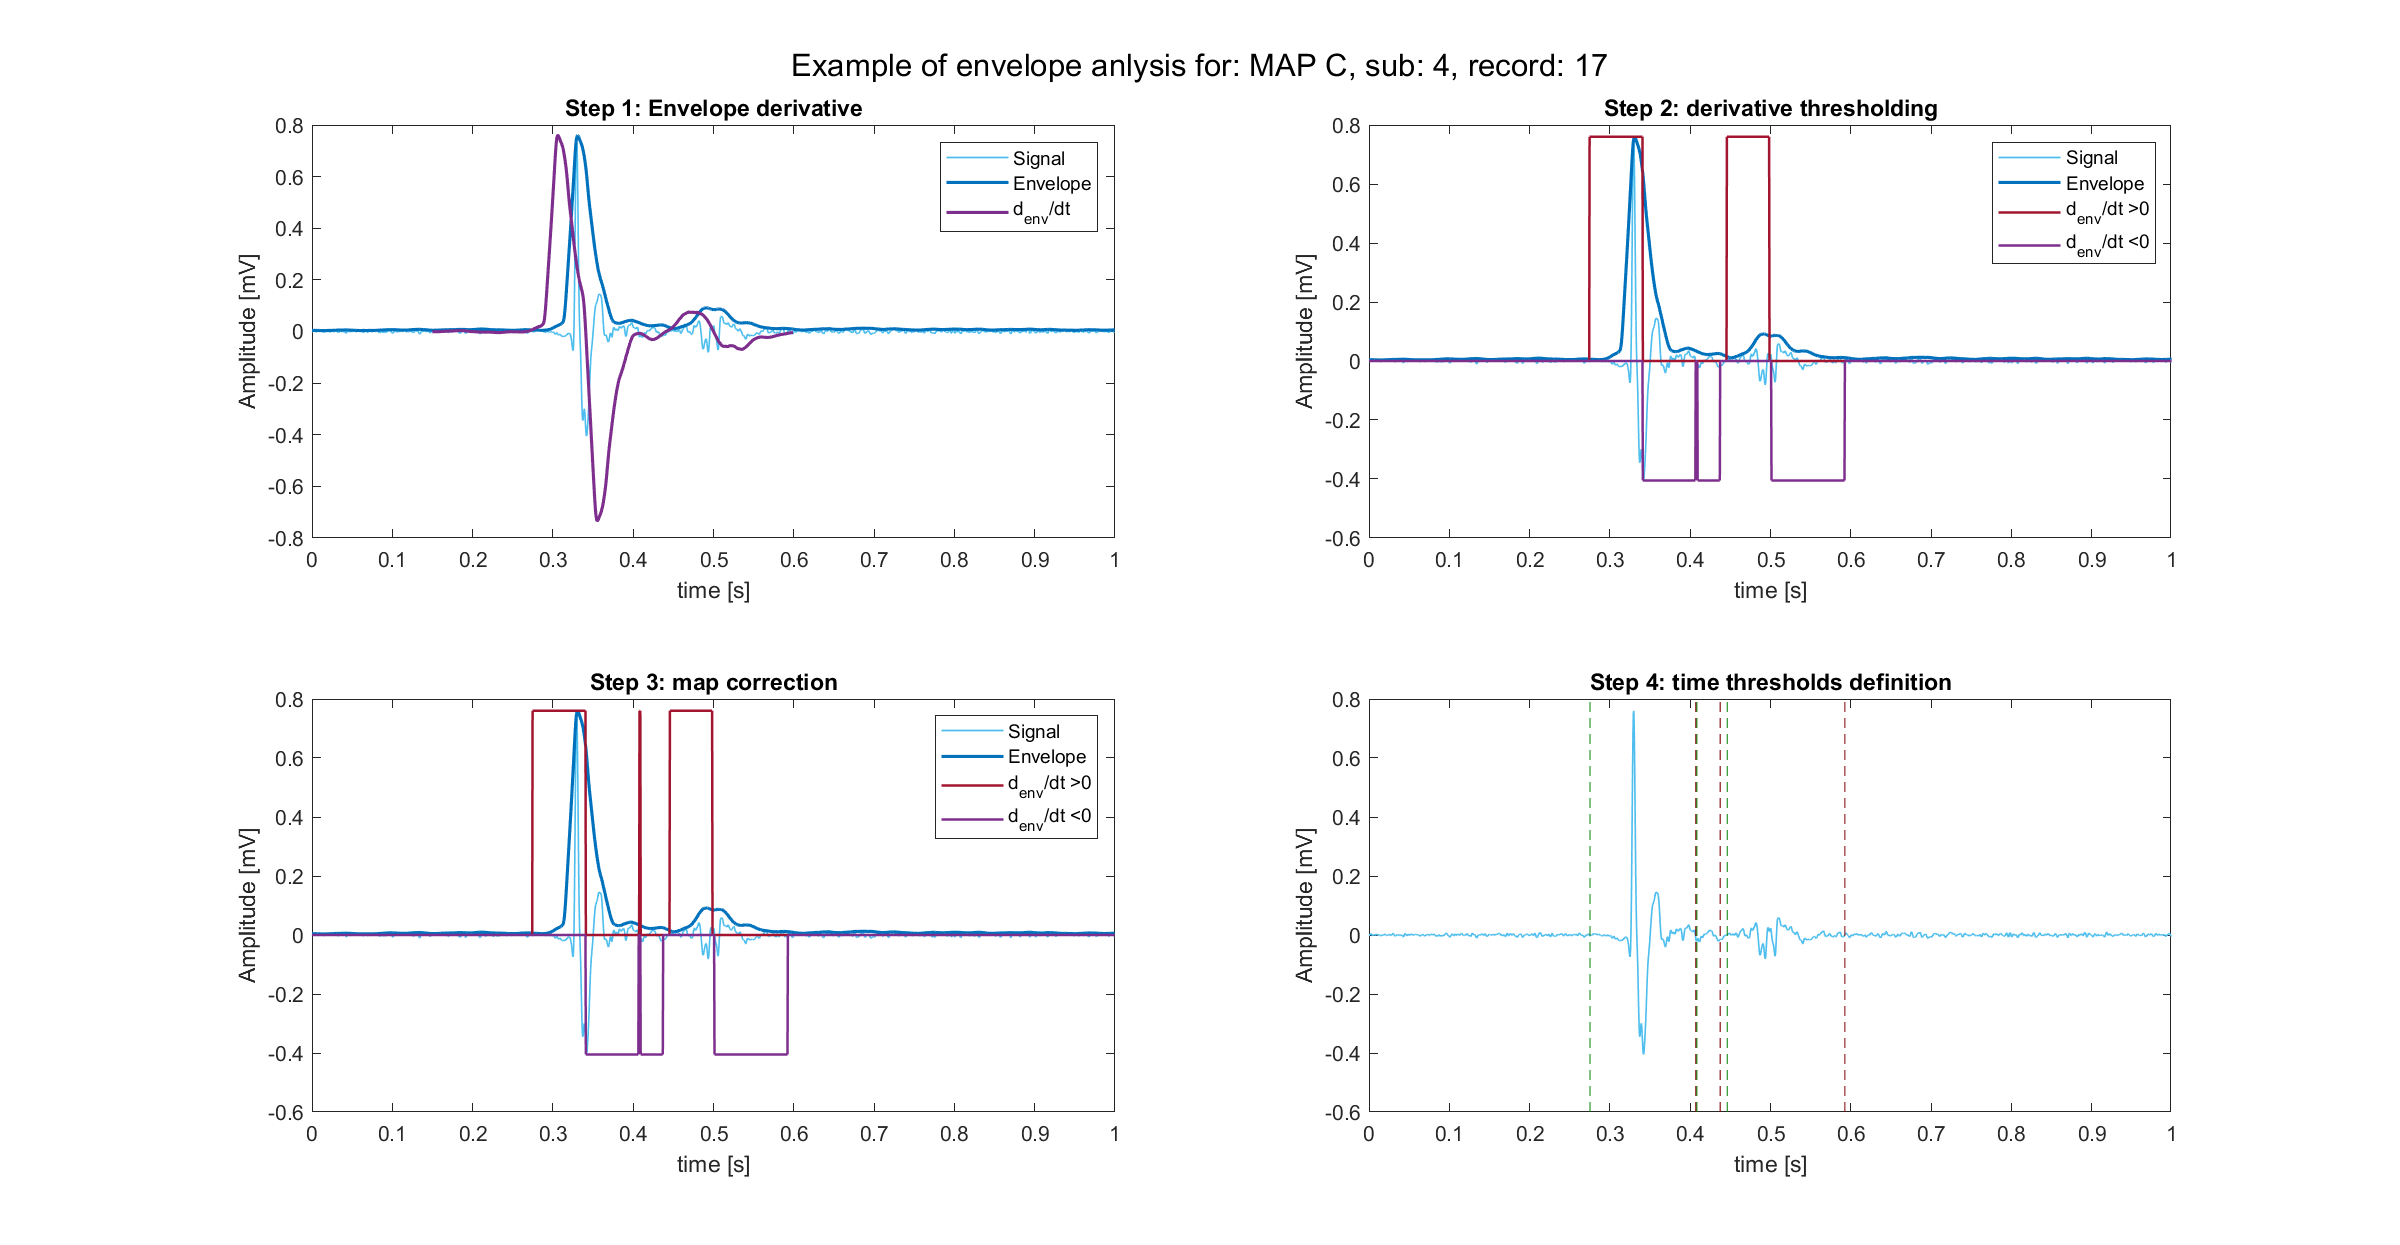 Example of envelope anlysis for: MAP C, sub: 4, record: 17
Step 1: Envelope derivative
0.8
0.6
0.4
0.2
0
-0.2
-0.4
-0.6
-0.8
Amplitude [mV]
Signal
Envelope
d_env/dt
0 0.1 0.2 0.3 0.4 0.5 0.6 0.7 0.8 0.9 1
time [s]
Step 2: derivative thresholding
0.8
0.6
0.4
0.2
0
-0.2
-0.4
-0.6
Amplitude [mV]
Signal
Envelope
d_env/dt >0
d_env/dt <0
0 0.1 0.2 0.3 0.4 0.5 0.6 0.7 0.8 0.9 1
time [s]
Step 3: map correction
0.8
0.6
0.4
0.2
0
-0.2
-0.4
-0.6
Amplitude [mV]
Signal
Envelope
d_env/dt >0
d_env/dt <0
0 0.1 0.2 0.3 0.4 0.5 0.6 0.7 0.8 0.9 1
time [s]
Step 4: time thresholds definition
0.8
0.6
0.4
0.2
0
-0.2
-0.4
-0.6
Amplitude [mV]
0 0.1 0.2 0.3 0.4 0.5 0.6 0.7 0.8 0.9 1
time [s]